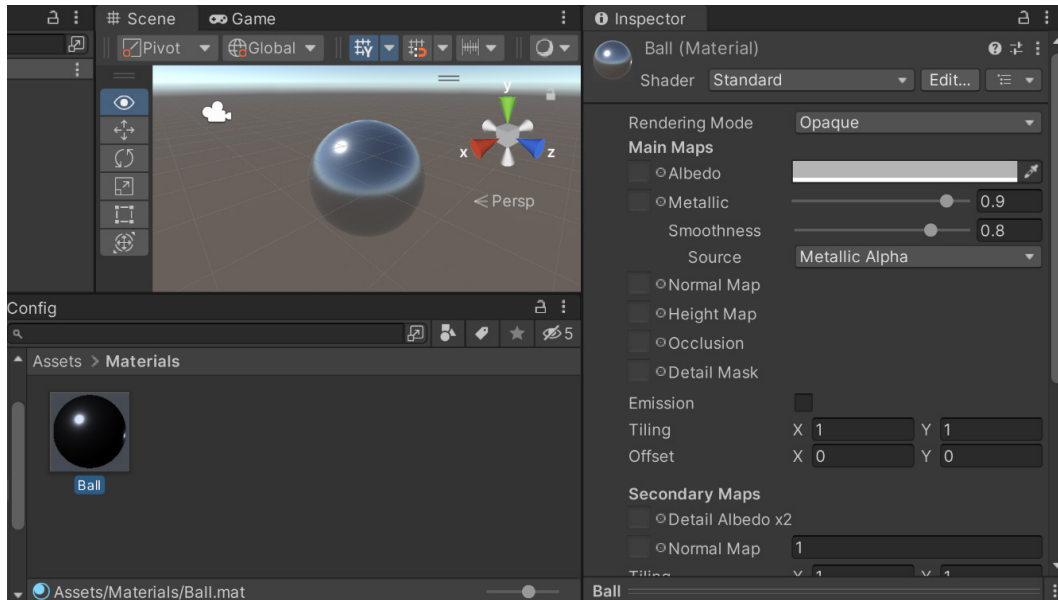 Scene Game
Pivot Global
y
x z
Persp
Config
5
Assets > Materials
Ball
Assets/Materials/Ball.mat
Inspector
Ball (Material)
Shader Standard Edit...
Rendering Mode Opaque
Main Maps
Albedo
Metallic 0.9
Smoothness 0.8
Source Metallic Alpha
Normal Map
Height Map
Occlusion
Detail Mask
Emission
Tiling X 1 Y 1
Offset X 0 Y 0
Secondary Maps
Detail Albedo x2
Normal Map 1
Tiling X 1 Y 1
Ball